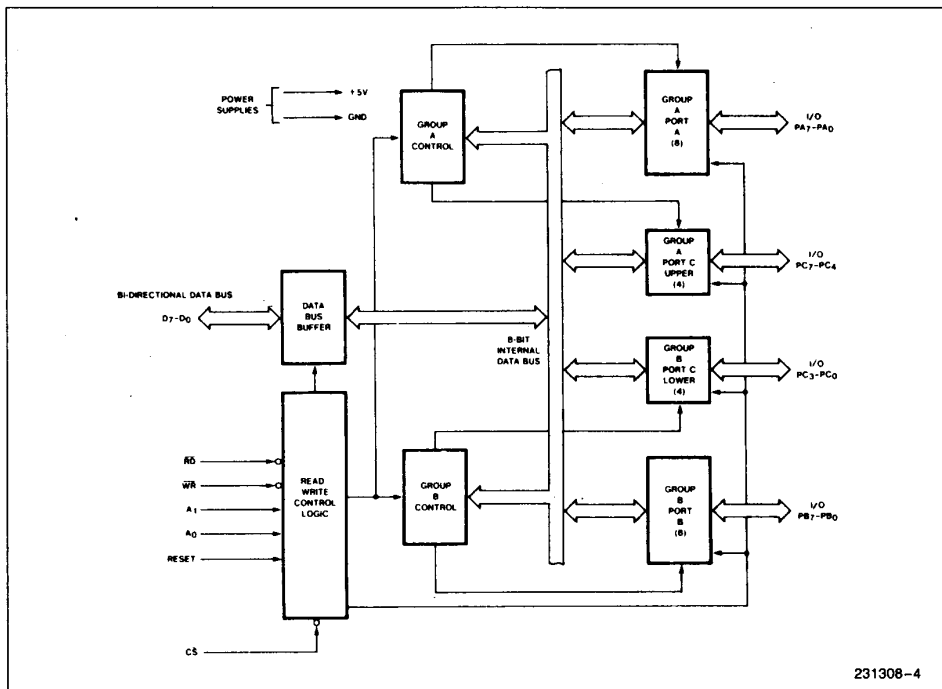 POWER
SUPPLIES
+5V
GND
GROUP
A
CONTROL
GROUP
A
PORT
A
(8)
I/O
PA7-PA0
GROUP
A
PORT C
UPPER
(4)
I/O
PC7-PC4
BI-DIRECTIONAL DATA BUS
D7-D0
DATA
BUS
BUFFER
8-BIT
INTERNAL
DATA BUS
GROUP
B
PORT C
LOWER
(4)
I/O
PC3-PC0
RD
WR
A1
A0
RESET
READ
WRITE
CONTROL
LOGIC
GROUP
B
CONTROL
GROUP
B
PORT
B
(8)
I/O
PB7-PB0
CS
231308-4